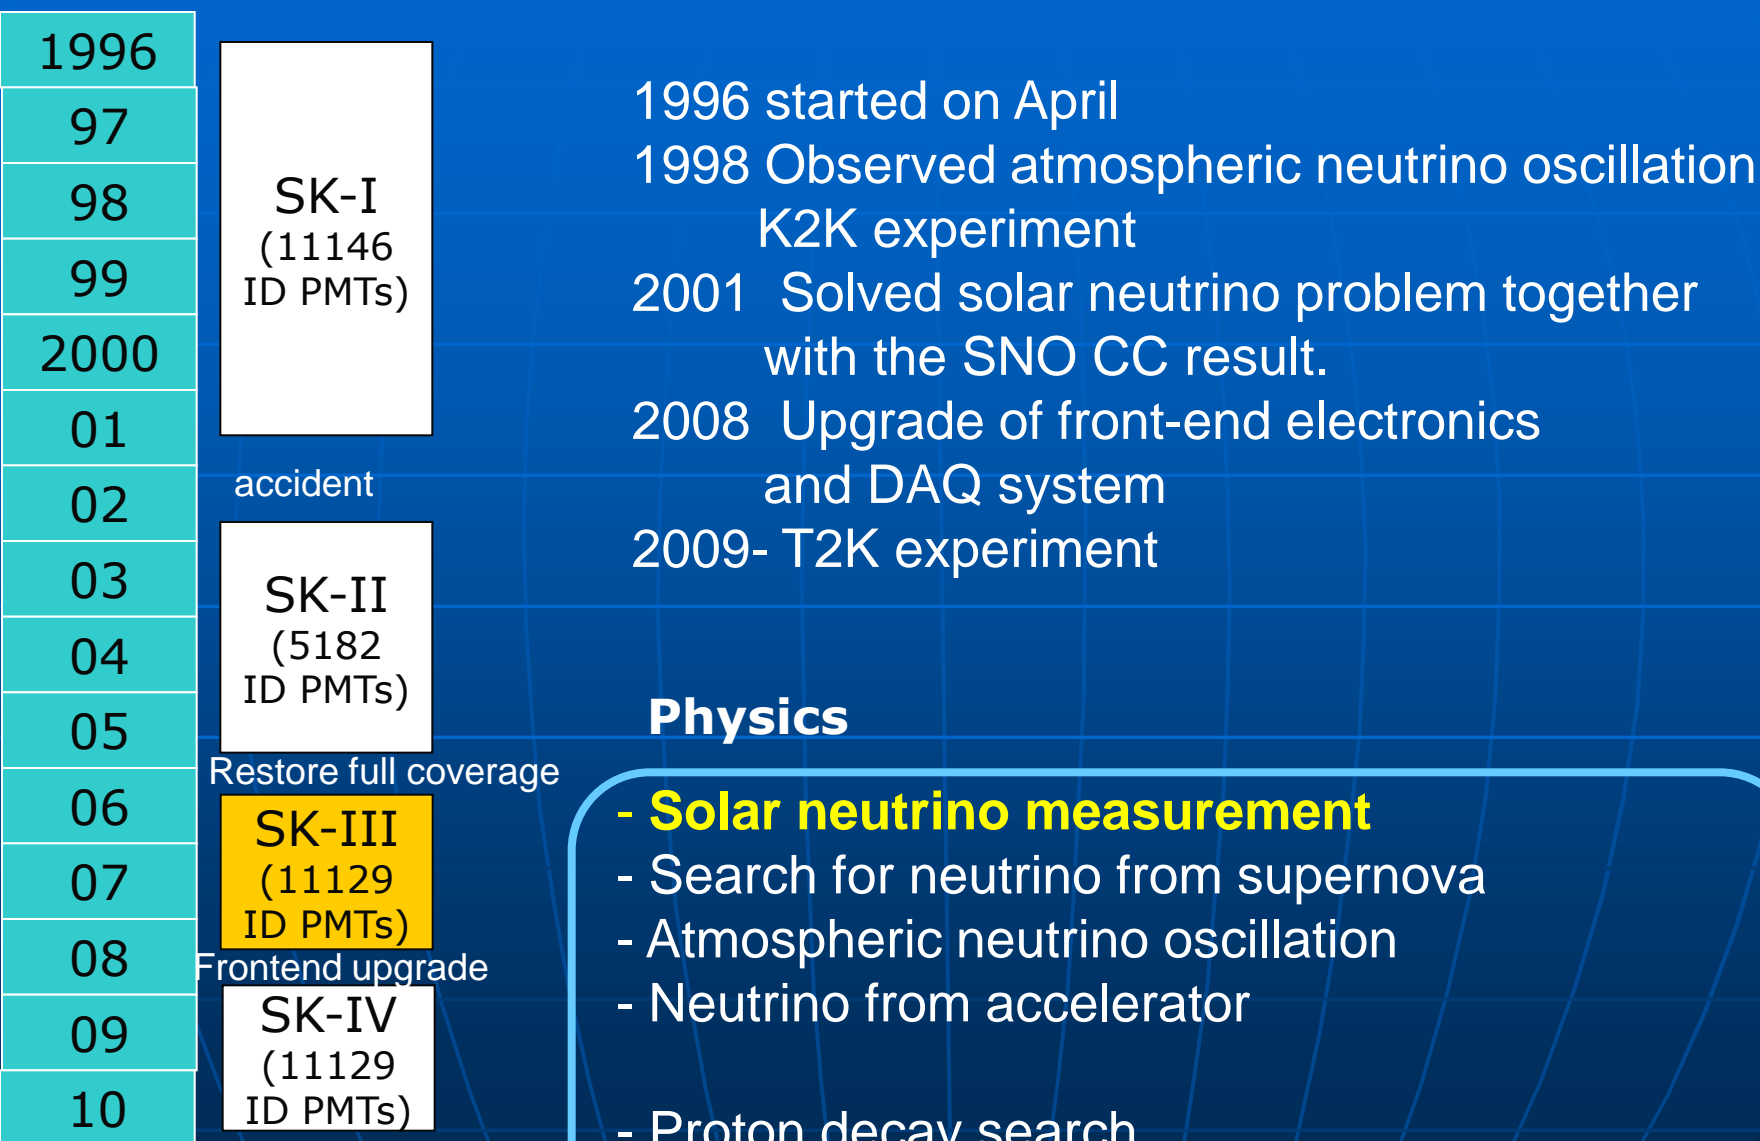 1996
97
98
99
2000
01
02
03
04
05
06
07
08
09
10
SK-I
(11146
ID PMTs)
accident
SK-II
(5182
ID PMTs)
Restore full coverage
SK-III
(11129
ID PMTs)
Frontend upgrade
SK-IV
(11129
ID PMTs)
1996 started on April
1998 Observed atmospheric neutrino oscillation
K2K experiment
2001 Solved solar neutrino problem together
with the SNO CC result.
2008 Upgrade of front-end electronics
and DAQ system
2009- T2K experiment
Physics
- Solar neutrino measurement
- Search for neutrino from supernova
- Atmospheric neutrino oscillation
- Neutrino from accelerator
- Proton decay search